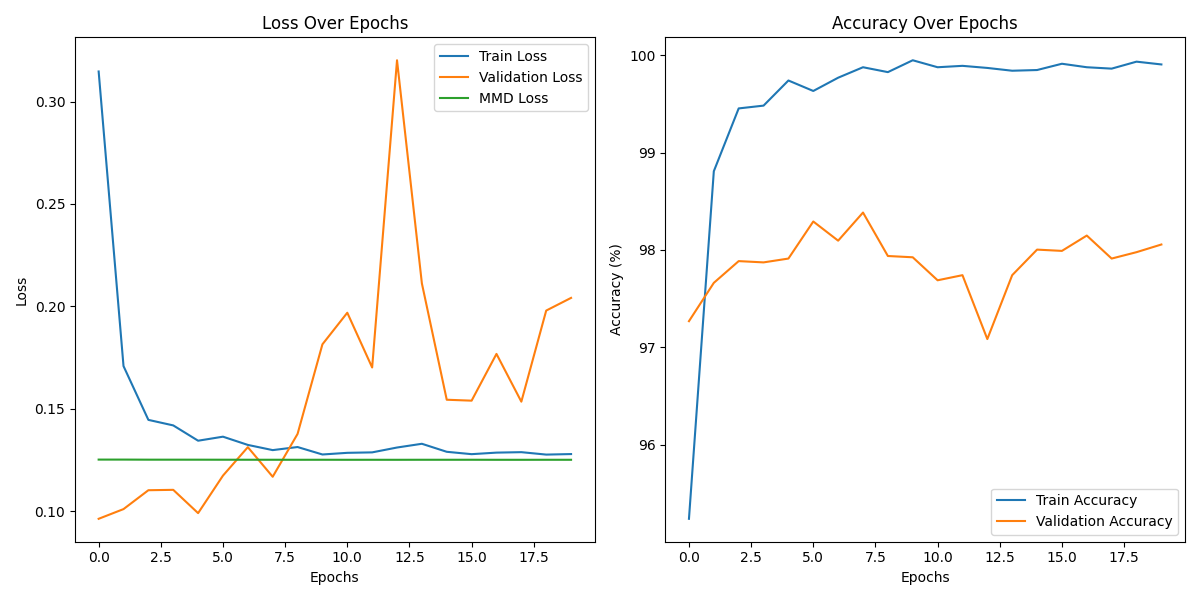 Loss Over Epochs
Train Loss
Validation Loss
MMD Loss
0.30
0.25
0.20
0.15
0.10
Loss
0.0 2.5 5.0 7.5 10.0 12.5 15.0 17.5
Epochs
Accuracy Over Epochs
100
99
98
97
96
Accuracy (%)
Train Accuracy
Validation Accuracy
0.0 2.5 5.0 7.5 10.0 12.5 15.0 17.5
Epochs